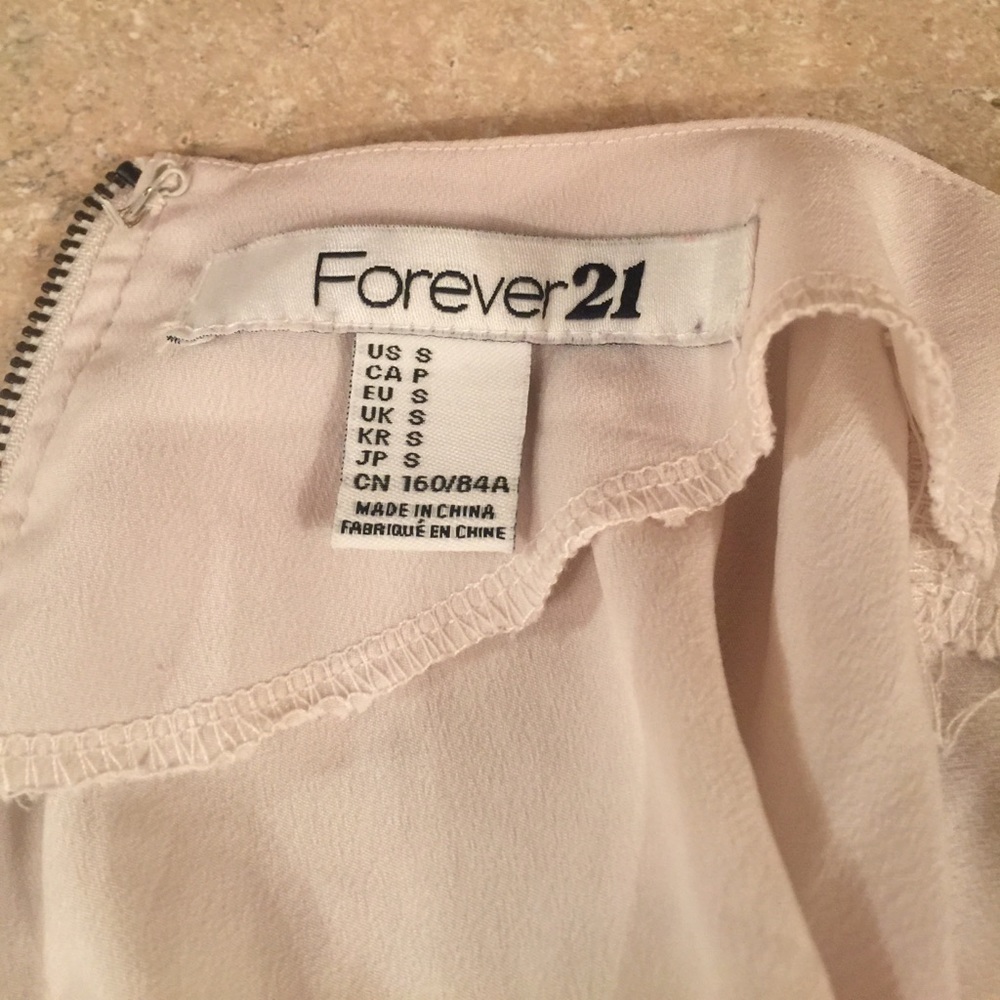 Forever21
US S
CA P
EU S
UK S
KR S
JP S
CN 160/84A
MADE IN CHINA
FABRIQUÉ EN CHINE